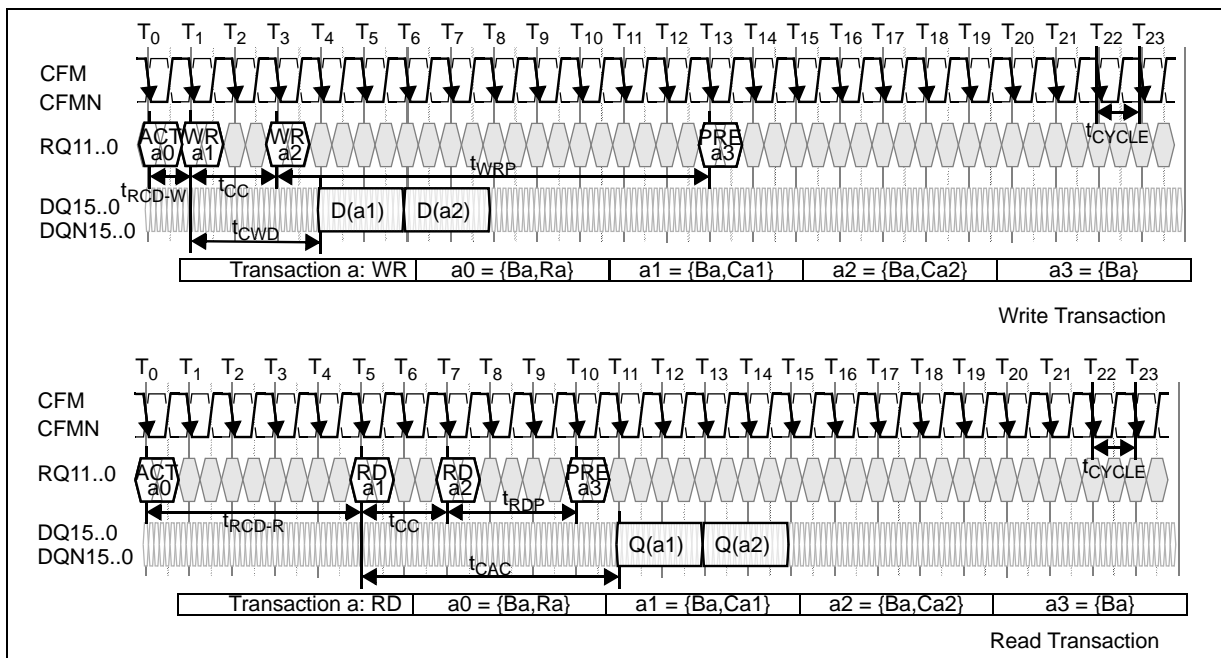 T0 T1 T2 T3 T4 T5 T6 T7 T8 T9 T10 T11 T12 T13 T14 T15 T16 T17 T18 T19 T20 T21 T22 T23
CFM
CFMN
RQ11..0
ACT a0
WR a1
WR a2
PRE a3
tCYCLE
tWRP
tRCD-W
tCC
DQ15..0
DQN15..0
D(a1)
D(a2)
tCWD
Transaction a: WR
a0 = {Ba,Ra}
a1 = {Ba,Ca1}
a2 = {Ba,Ca2}
a3 = {Ba}
Write Transaction
T0 T1 T2 T3 T4 T5 T6 T7 T8 T9 T10 T11 T12 T13 T14 T15 T16 T17 T18 T19 T20 T21 T22 T23
CFM
CFMN
RQ11..0
ACT a0
RD a1
RD a2
PRE a3
tCYCLE
tRCD-R
tCC
tRDP
DQ15..0
DQN15..0
Q(a1)
Q(a2)
tCAC
Transaction a: RD
a0 = {Ba,Ra}
a1 = {Ba,Ca1}
a2 = {Ba,Ca2}
a3 = {Ba}
Read Transaction